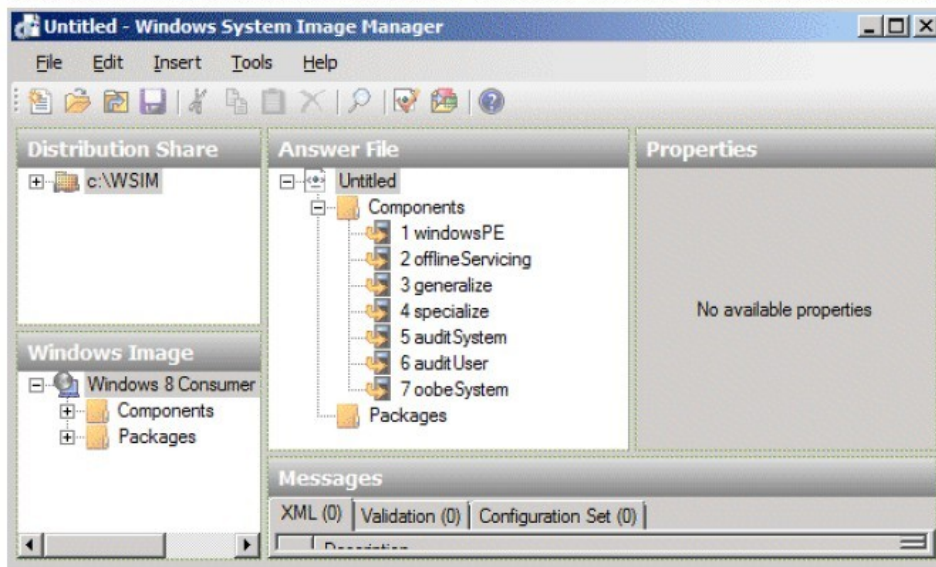 Untitled - Windows System Image Manager
File Edit Insert Tools Help
Distribution Share
c:\WSIM
Windows Image
Windows 8 Consumer
Components
Packages
Answer File
Untitled
Components
1 windowsPE
2 offlineServicing
3 generalize
4 specialize
5 auditSystem
6 auditUser
7 oobeSystem
Packages
Properties
No available properties
Messages
XML (0) Validation (0) Configuration Set (0)
Description